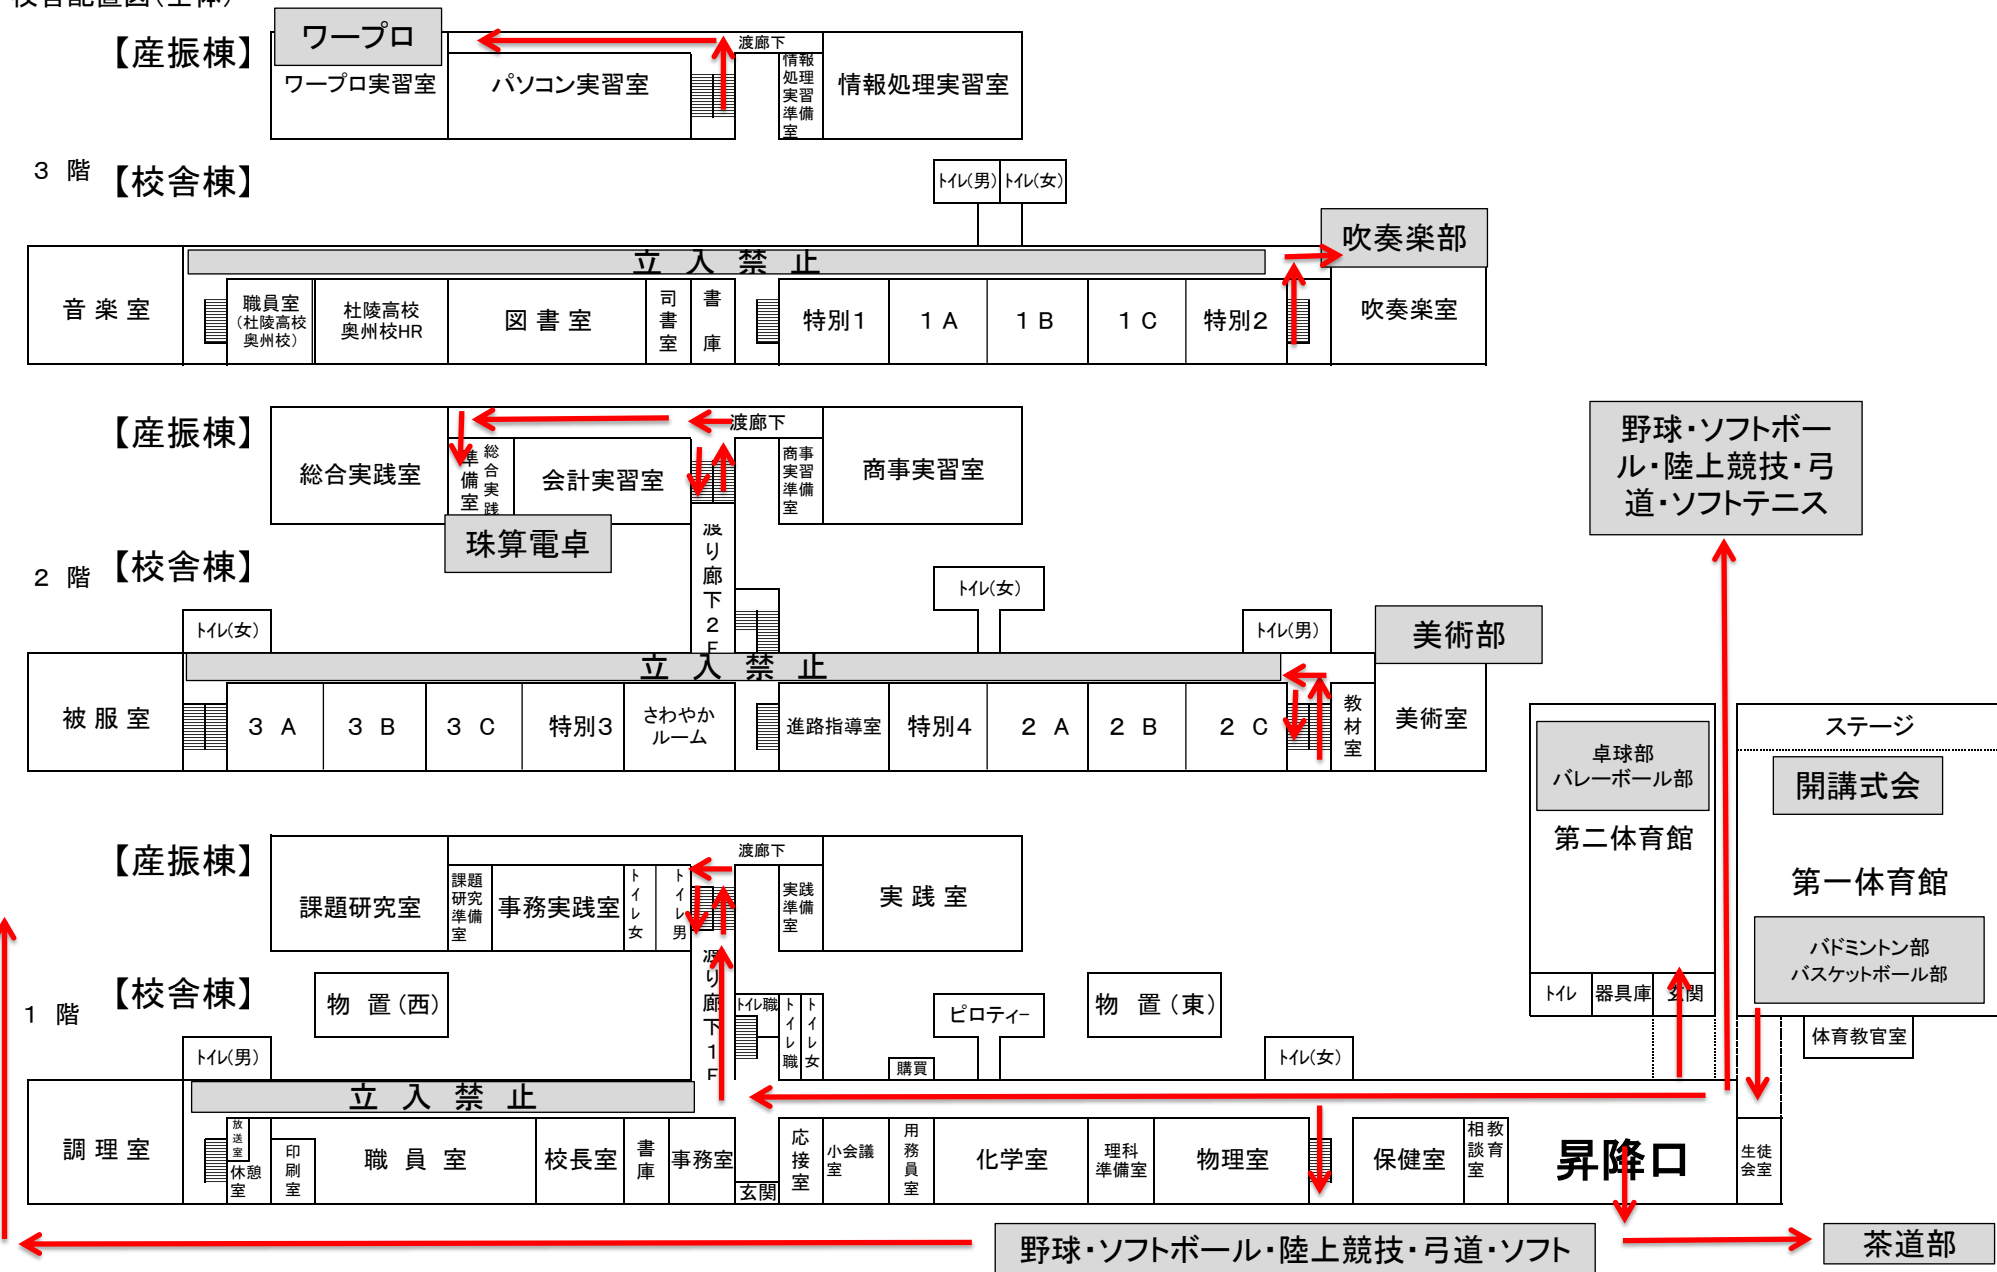 校舎配置図(全体)
【産振棟】
ワープロ
ワープロ実習室
パソコン実習室
渡廊下
情報
処理
実習
準備
室
情報処理実習室
3 階
【校舎棟】
トイレ(男)
トイレ(女)
吹奏楽部
立 入 禁 止
音 楽 室
職員室
(杜陵高校
奥州校)
杜陵高校
奥州校HR
図 書 室
司書室
書庫
特別1
1 A
1 B
1 C
特別2
吹奏楽室
【産振棟】
渡廊下
総合実践室
総合実践
準備室
会計実習室
商事
実習
準備
室
商事実習室
珠算電卓
渡り廊下2F
野球・ソフトボー
ル・陸上競技・弓
道・ソフトテニス
2 階
【校舎棟】
トイレ(女)
トイレ(女)
トイレ(男)
美術部
立 入 禁 止
被 服 室
3 A
3 B
3 C
特別3
さわやか
ルーム
進路指導室
特別4
2 A
2 B
2 C
教材室
美術室
ステージ
卓球部
バレーボール部
開講式会
第二体育館
第一体育館
バドミントン部
バスケットボール部
トイレ
器具庫
玄関
体育教官室
【産振棟】
渡廊下
課題研究室
課題
研究
準備
室
事務実践室
トイレ女
トイレ男
実践
準備
室
実 践 室
渡り廊下1F
1 階
【校舎棟】
物 置(西)
トイレ職
トイレ職
トイレ女
ピロティー
物 置(東)
トイレ(男)
購買
トイレ(女)
立 入 禁 止
調 理 室
放送室
休憩
室
印刷室
職 員 室
校長室
書庫
事務室
玄関
応接室
小会議
室
用務員室
化学室
理科
準備室
物理室
保健室
教育
相談室
昇降口
生徒
会室
野球・ソフトボール・陸上競技・弓道・ソフト
茶道部